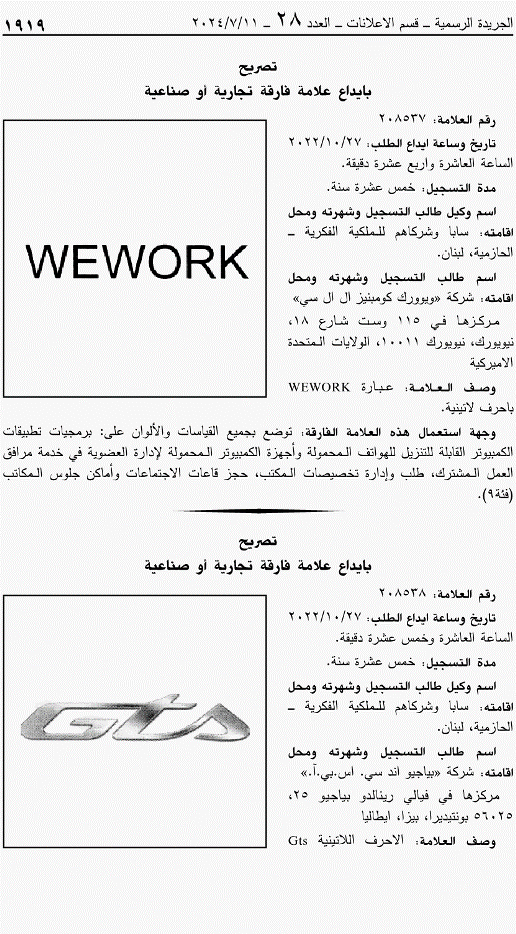 الجريدة الرسمية ــ قسم الاعلانات ــ العدد ٢٨ ــ ٢٠٢٤/٧/١١
١٩١٩
تصريح
بايداع علامة فارقة تجارية أو صناعية
WEWORK
رقم العلامة: ٢٠٨٥٣٧
تاريخ وساعة ايداع الطلب: ٢٠٢٢/١٠/٢٧
الساعة العاشرة واربع عشرة دقيقة.
مدة التسجيل: خمس عشرة سنة.
اسم وكيل طالب التسجيل وشهرته ومحل
اقامته: سابا وشركاهم للملكية الفكرية ــ
الحازمية، لبنان.
اسم طالب التسجيل وشهرته ومحل
اقامته: شركة «ويوورك كومبنيز ال ال سي»
مركزها في ١١٥ وست شارع ١٨،
نيويورك، نيويورك ١٠٠١١، الولايات المتحدة
الاميركية
وصف العلامة: عبارة WEWORK
باحرف لاتينية.
وجهة استعمال هذه العلامة الفارقة: توضع بجميع القياسات والألوان على: برمجيات تطبيقات
الكمبيوتر القابلة للتنزيل للهواتف المحمولة وأجهزة الكمبيوتر المحمولة لإدارة العضوية في خدمة مرافق
العمل المشترك، طلب وإدارة تخصيصات المكتب، حجز قاعات الاجتماعات وأماكن جلوس المكاتب
(فئة٩).
تصريح
بايداع علامة فارقة تجارية أو صناعية
Gts
رقم العلامة: ٢٠٨٥٣٨
تاريخ وساعة ايداع الطلب: ٢٠٢٢/١٠/٢٧
الساعة العاشرة وخمس عشرة دقيقة.
مدة التسجيل: خمس عشرة سنة.
اسم وكيل طالب التسجيل وشهرته ومحل
اقامته: سابا وشركاهم للملكية الفكرية ــ
الحازمية، لبنان.
اسم طالب التسجيل وشهرته ومحل
اقامته: شركة «بياجيو اند سي. اس.بي.آ.»
مركزها في فيالي رينالدو بياجيو ٢٥،
٥٦٠٢٥ بونتيديرا، بيزا، ايطاليا
وصف العلامة: الاحرف اللاتينية Gts